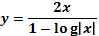 y = 2x / (1 − log|x|)